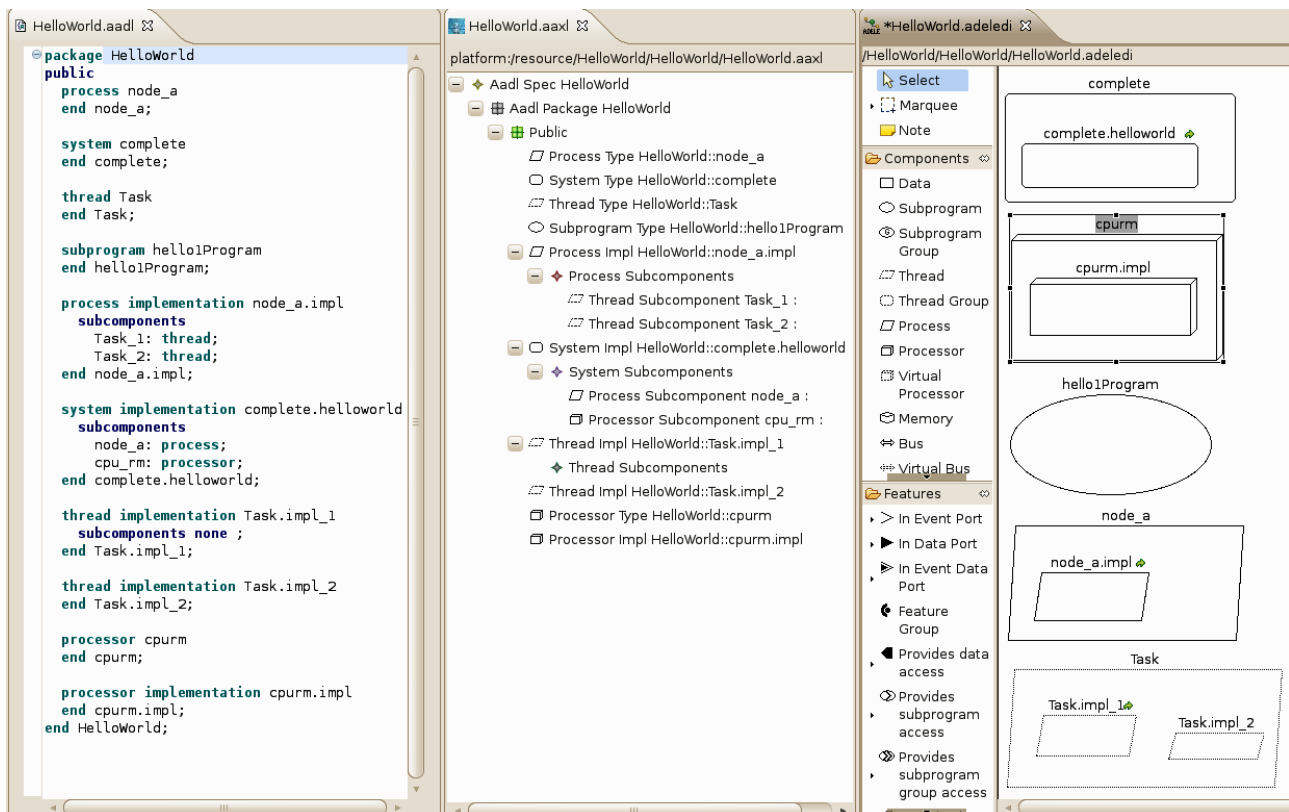 HelloWorld.aadl
package HelloWorld
public
process node_a
end node_a;
system complete
end complete;
thread Task
end Task;
subprogram hello1Program
end hello1Program;
process implementation node_a.impl
subcomponents
Task_1: thread;
Task_2: thread;
end node_a.impl;
system implementation complete.helloworld
subcomponents
node_a: process;
cpu_rm: processor;
end complete.helloworld;
thread implementation Task.impl_1
subcomponents none ;
end Task.impl_1;
thread implementation Task.impl_2
end Task.impl_2;
processor cpurm
end cpurm;
processor implementation cpurm.impl
end cpurm.impl;
end HelloWorld;
HelloWorld.aaxl
platform:/resource/HelloWorld/HelloWorld/HelloWorld.aaxl
Aadl Spec HelloWorld
Aadl Package HelloWorld
Public
Process Type HelloWorld::node_a
System Type HelloWorld::complete
Thread Type HelloWorld::Task
Subprogram Type HelloWorld::hello1Program
Process Impl HelloWorld::node_a.impl
Process Subcomponents
Thread Subcomponent Task_1 :
Thread Subcomponent Task_2 :
System Impl HelloWorld::complete.helloworld
System Subcomponents
Process Subcomponent node_a :
Processor Subcomponent cpu_rm :
Thread Impl HelloWorld::Task.impl_1
Thread Subcomponents
Thread Impl HelloWorld::Task.impl_2
Processor Type HelloWorld::cpurm
Processor Impl HelloWorld::cpurm.impl
ADELE *HelloWorld.adeledi
/HelloWorld/HelloWorld/HelloWorld.adeledi
Select
Marquee
Note
Components
Data
Subprogram
Subprogram
Group
Thread
Thread Group
Process
Processor
Virtual
Processor
Memory
Bus
Virtual Bus
Features
In Event Port
In Data Port
In Event Data
Port
Feature
Group
Provides data
access
Provides
subprogram
access
Provides
subprogram
group access
complete
complete.helloworld
cpurm
cpurm.impl
hello1Program
node_a
node_a.impl
Task
Task.impl_1
Task.impl_2